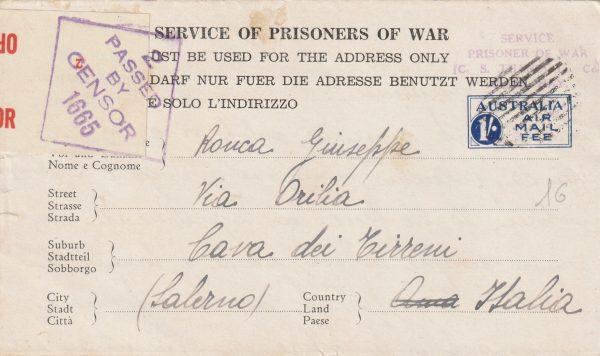 SERVICE OF PRISONERS OF WAR
UST BE USED FOR THE ADDRESS ONLY
DARF NUR FUER DIE ADRESSE BENUTZT WERDEN
E SOLO L'INDIRIZZO
SERVICE
PRISONER OF WAR
2
PASSED
BY
CENSOR
1665
AUSTRALIA
1/-
AIR
MAIL
FEE
Nome e Cognome
Ronca Giuseppe
Street
Strasse
Strada
Via Orilia
16
Suburb
Stadtteil
Sobborgo
Cava dei Tirreni
City
Stadt
Città
(Salerno)
Country
Land
Paese
Italia